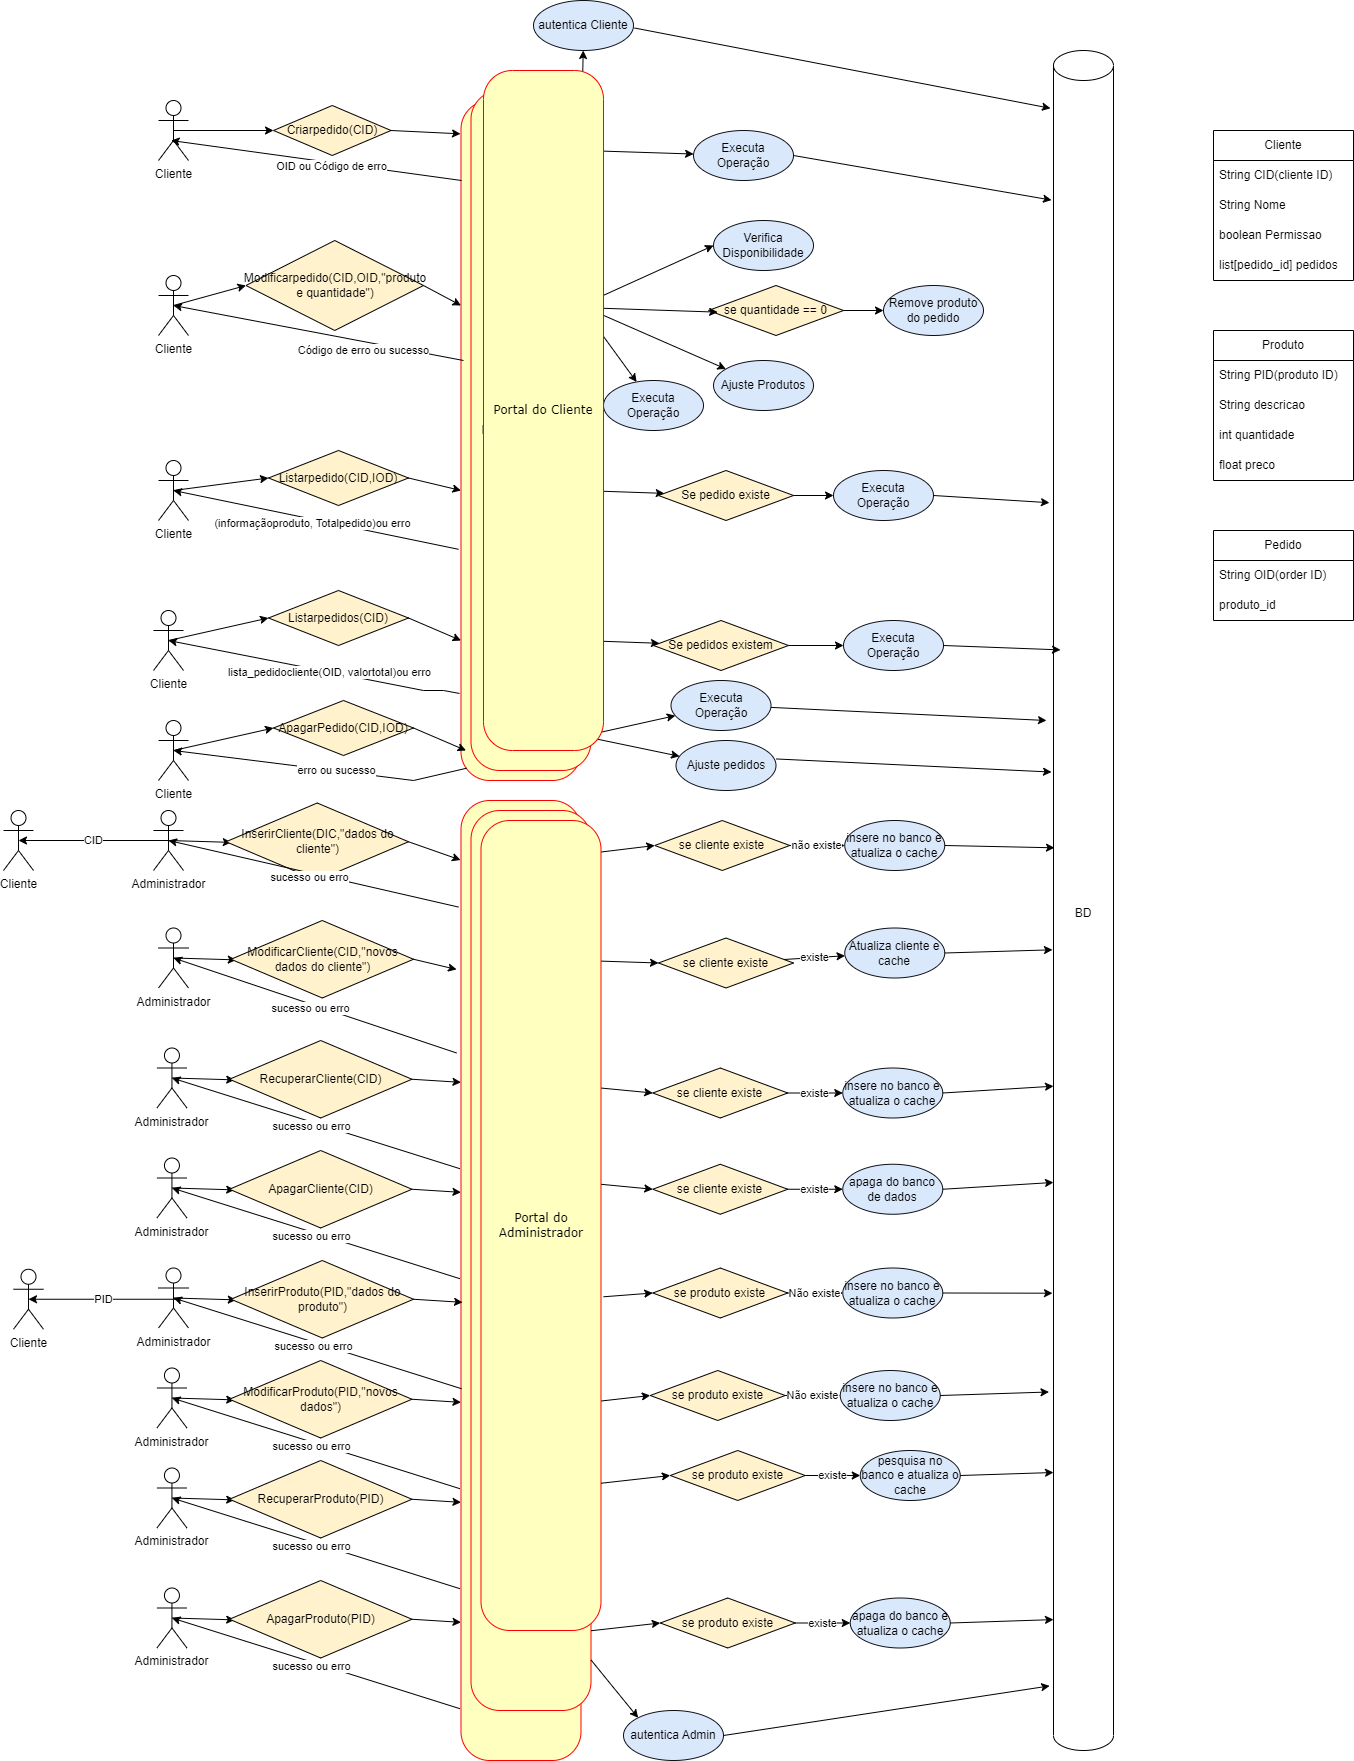 autentica Cliente
Criarpedido(CID)
OID ou Código de erro
Cliente
Executa
Operação
Cliente
String CID(cliente ID)
String Nome
boolean Permissao
list[pedido_id] pedidos
Modificarpedido(CID,OID,"produto
e quantidade")
Código de erro ou sucesso
Cliente
Verifica
Disponibilidade
se quantidade == 0
Remove produto
do pedido
Ajuste Produtos
Executa
Operação
Portal do Cliente
Produto
String PID(produto ID)
String descricao
int quantidade
float preco
Listarpedido(CID,IOD)
(informaçãoproduto, Totalpedido)ou erro
Cliente
Se pedido existe
Executa
Operação
Pedido
String OID(order ID)
produto_id
Listarpedidos(CID)
lista_pedidocliente(OID, valortotal)ou erro
Cliente
Se pedidos existem
Executa
Operação
ApagarPedido(CID,IOD)
erro ou sucesso
Cliente
Executa
Operação
Ajuste pedidos
CID
Cliente
Administrador
InserirCliente(DIC,"dados do
cliente")
sucesso ou erro
se cliente existe
não existe
insere no banco e
atualiza o cache
BD
ModificarCliente(CID,"novos
dados do cliente")
sucesso ou erro
Administrador
se cliente existe
existe
Atualiza cliente e
cache
RecuperarCliente(CID)
sucesso ou erro
Administrador
se cliente existe
existe
insere no banco e
atualiza o cache
ApagarCliente(CID)
sucesso ou erro
Administrador
se cliente existe
existe
apaga do banco
de dados
Portal do
Administrador
PID
Cliente
Administrador
InserirProduto(PID,"dados do
produto")
sucesso ou erro
se produto existe
Não existe
insere no banco e
atualiza o cache
ModificarProduto(PID,"novos
dados")
sucesso ou erro
Administrador
se produto existe
Não existe
insere no banco e
atualiza o cache
RecuperarProduto(PID)
sucesso ou erro
Administrador
se produto existe
existe
pesquisa no
banco e atualiza o
cache
ApagarProduto(PID)
sucesso ou erro
Administrador
se produto existe
existe
apaga do banco e
atualiza o cache
autentica Admin